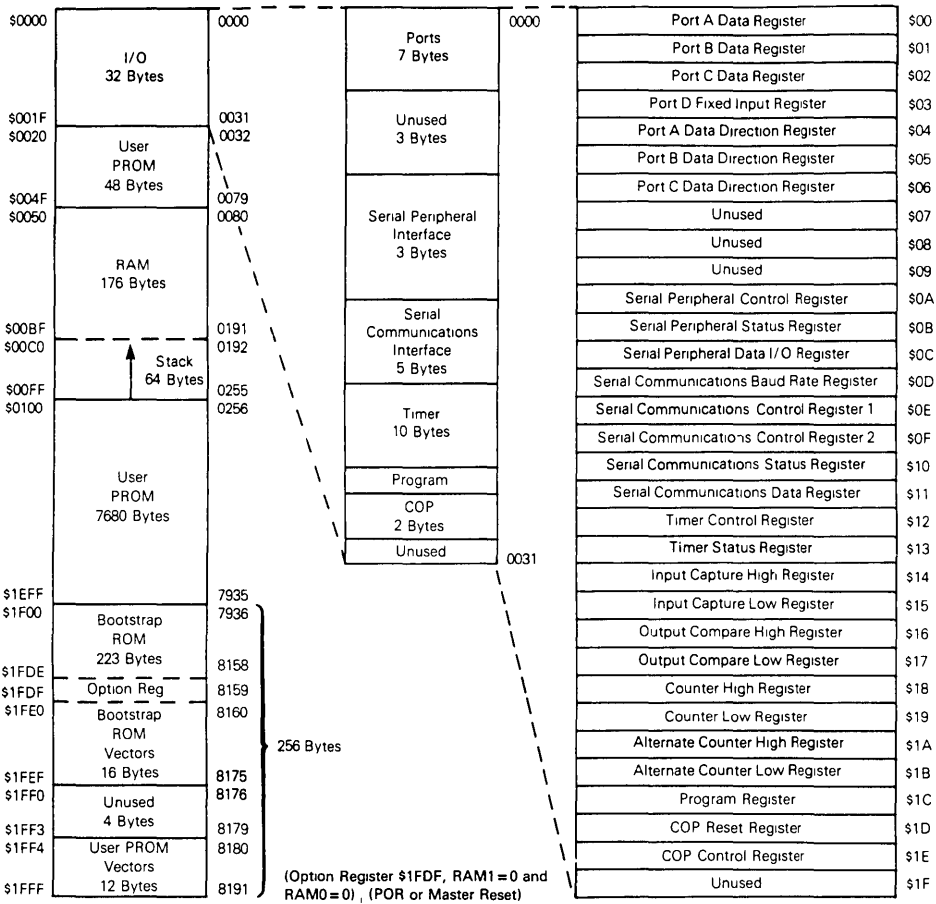 $0000
I/O
32 Bytes
0000
$001F
0031
$0020
User
PROM
48 Bytes
0032
$004F
0079
$0050
RAM
176 Bytes
0080
$00BF
0191
$00C0
Stack
64 Bytes
0192
$00FF
0255
$0100
User
PROM
7680 Bytes
0256
$1EFF
7935
$1F00
Bootstrap
ROM
223 Bytes
7936
$1FDE
8158
$1FDF
Option Reg
8159
$1FE0
Bootstrap
ROM
Vectors
16 Bytes
8160
$1FEF
8175
$1FF0
Unused
4 Bytes
8176
$1FF3
8179
$1FF4
User PROM
Vectors
12 Bytes
8180
$1FFF
8191
256 Bytes
(Option Register $1FDF, RAM1=0 and
RAM0=0), (POR or Master Reset)
0000
Ports
7 Bytes
Unused
3 Bytes
Serial Peripheral
Interface
3 Bytes
Serial
Communications
Interface
5 Bytes
Timer
10 Bytes
Program
COP
2 Bytes
Unused
0031
Port A Data Register $00
Port B Data Register $01
Port C Data Register $02
Port D Fixed Input Register $03
Port A Data Direction Register $04
Port B Data Direction Register $05
Port C Data Direction Register $06
Unused $07
Unused $08
Unused $09
Serial Peripheral Control Register $0A
Serial Peripheral Status Register $0B
Serial Peripheral Data I/O Register $0C
Serial Communications Baud Rate Register $0D
Serial Communications Control Register 1 $0E
Serial Communications Control Register 2 $0F
Serial Communications Status Register $10
Serial Communications Data Register $11
Timer Control Register $12
Timer Status Register $13
Input Capture High Register $14
Input Capture Low Register $15
Output Compare High Register $16
Output Compare Low Register $17
Counter High Register $18
Counter Low Register $19
Alternate Counter High Register $1A
Alternate Counter Low Register $1B
Program Register $1C
COP Reset Register $1D
COP Control Register $1E
Unused $1F